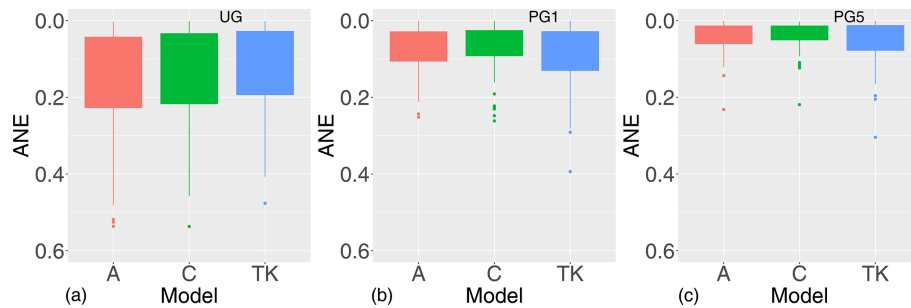 UG
0.0
0.2
0.4
0.6
ANE
A C TK
(a) Model
PG1
0.0
0.2
0.4
0.6
ANE
A C TK
(b) Model
PG5
0.0
0.2
0.4
0.6
ANE
A C TK
(c) Model